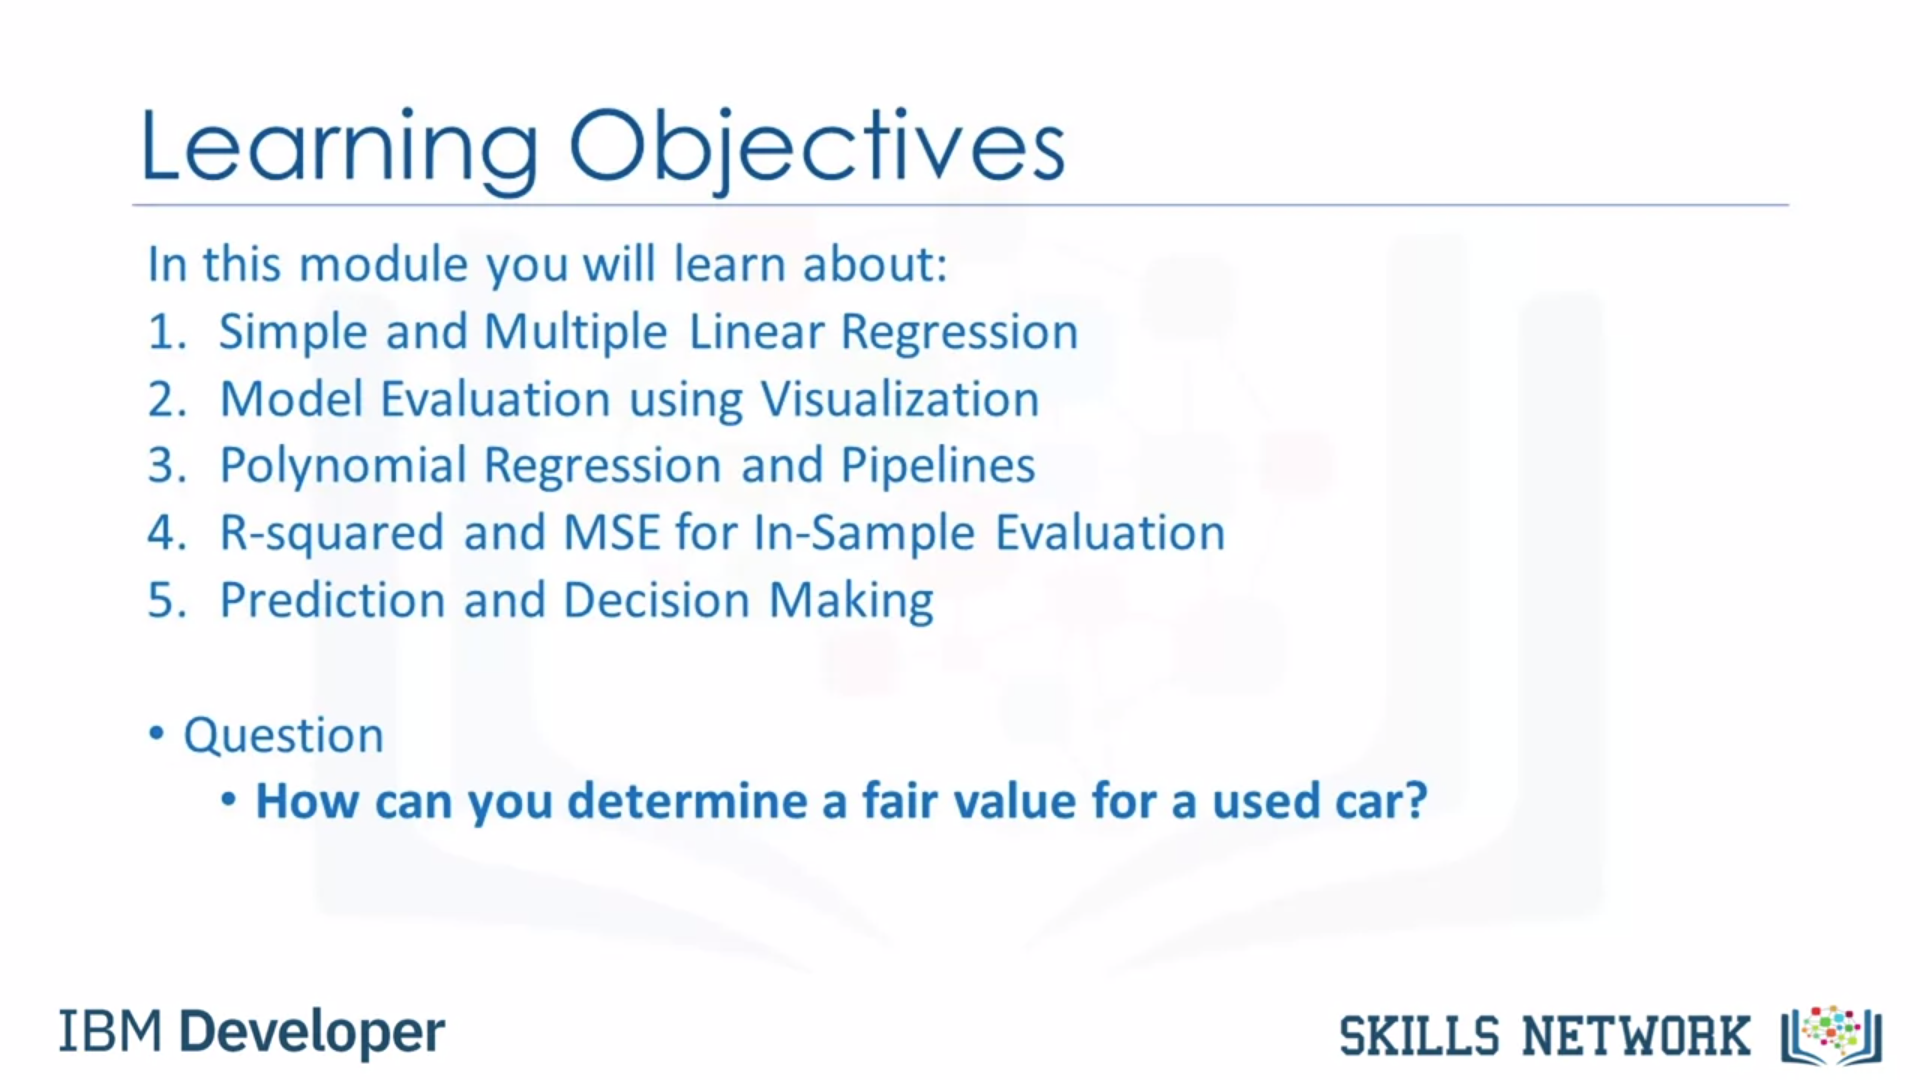 Learning Objectives
In this module you will learn about:
1. Simple and Multiple Linear Regression
2. Model Evaluation using Visualization
3. Polynomial Regression and Pipelines
4. R-squared and MSE for In-Sample Evaluation
5. Prediction and Decision Making
• Question
• How can you determine a fair value for a used car?
IBM Developer
SKILLS NETWORK